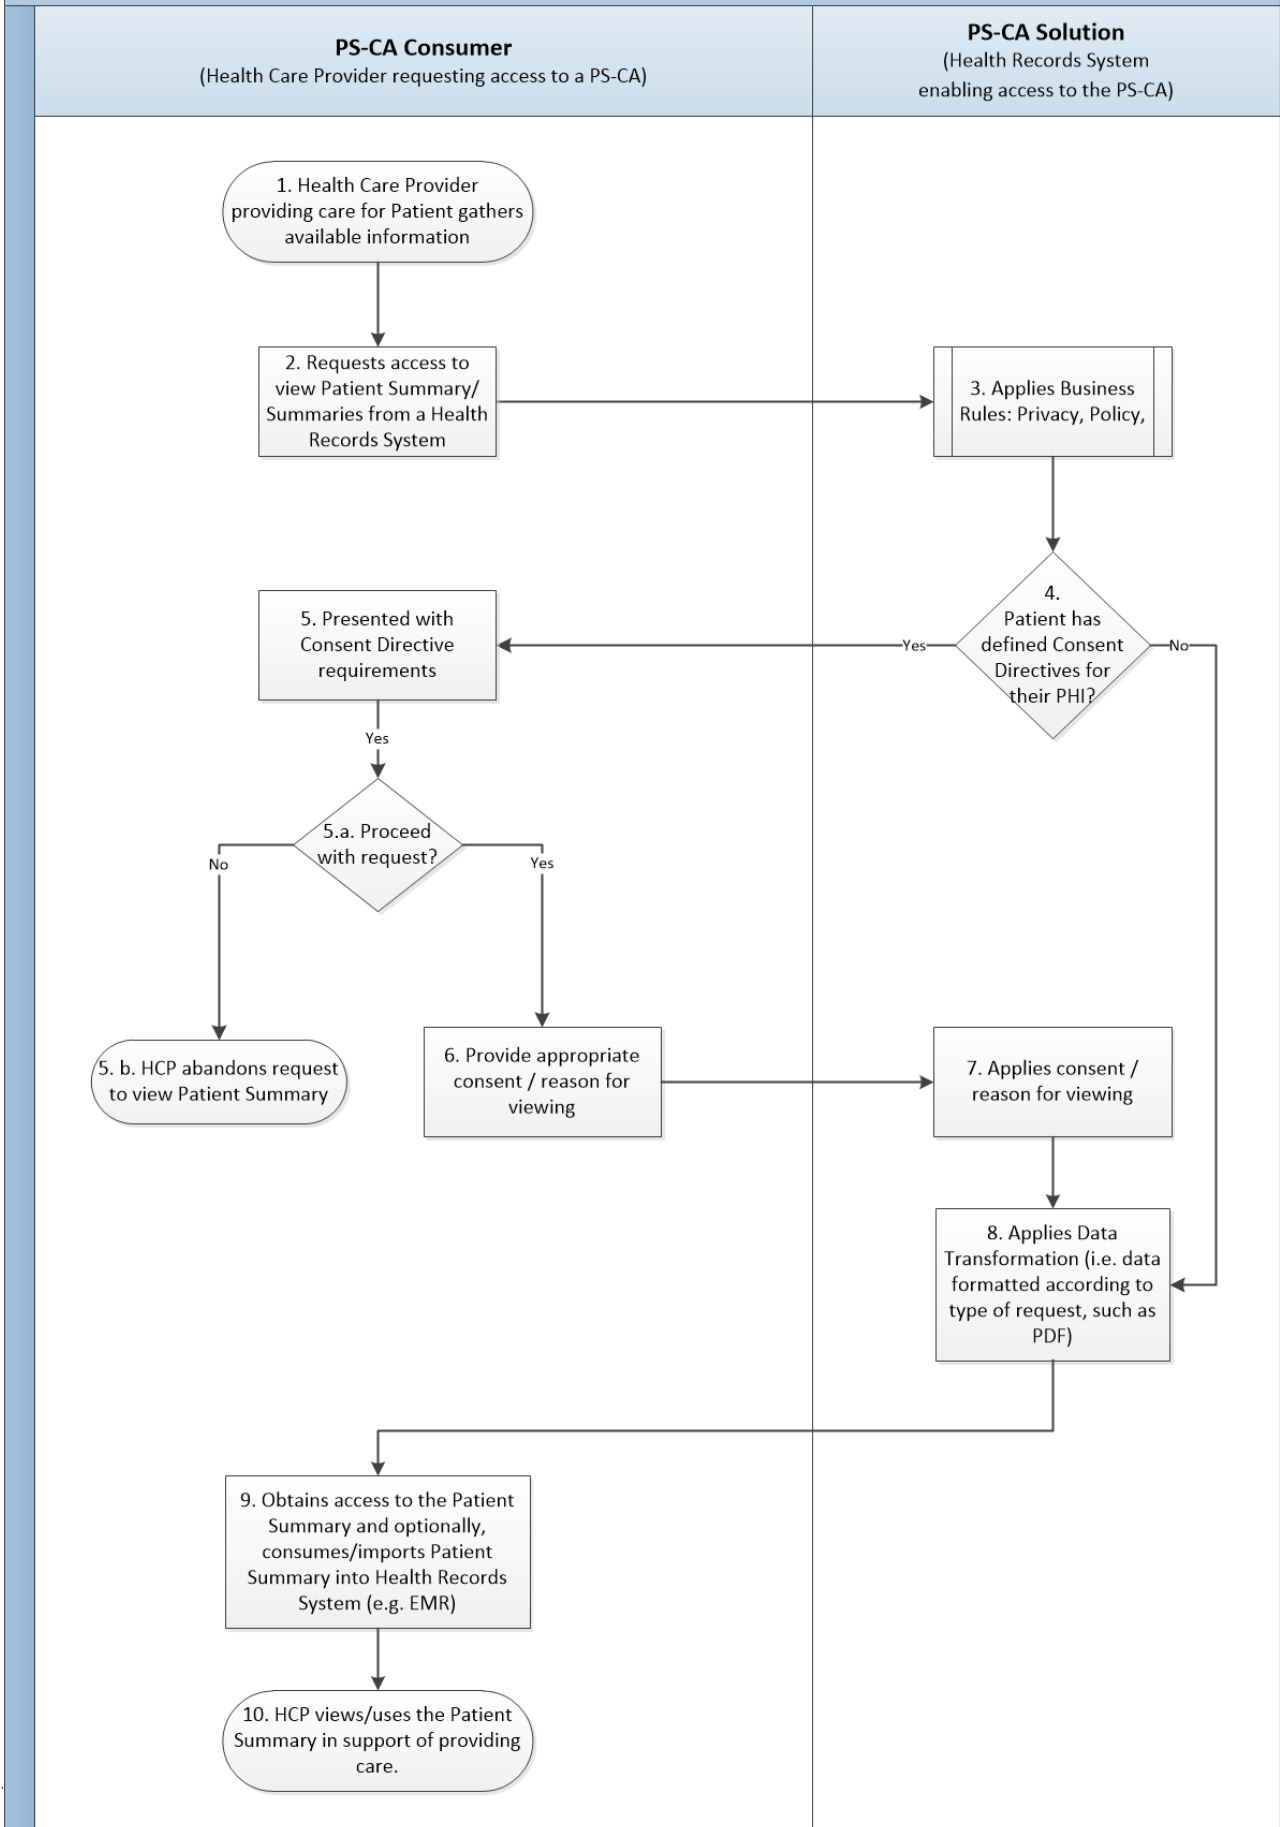 PS-CA Consumer
(Health Care Provider requesting access to a PS-CA)
PS-CA Solution
(Health Records System
enabling access to the PS-CA)
1. Health Care Provider
providing care for Patient gathers
available information
2. Requests access to
view Patient Summary/
Summaries from a Health
Records System
3. Applies Business
Rules: Privacy, Policy,
4.
Patient has
defined Consent
Directives for
their PHI?
Yes
No
5. Presented with
Consent Directive
requirements
Yes
5.a. Proceed
with request?
No
Yes
5. b. HCP abandons request
to view Patient Summary
6. Provide appropriate
consent / reason for
viewing
7. Applies consent /
reason for viewing
8. Applies Data
Transformation (i.e. data
formatted according to
type of request, such as
PDF)
9. Obtains access to the Patient
Summary and optionally,
consumes/imports Patient
Summary into Health Records
System (e.g. EMR)
10. HCP views/uses the Patient
Summary in support of providing
care.